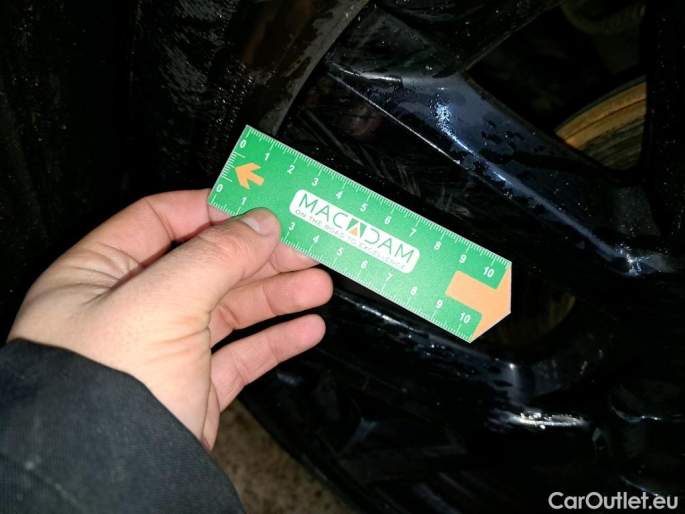 0 1 2 3 4 5 6 7 8 9 10
MACADAM
ON THE ROAD TO EXCELLENCE
0 1 3 4 5 6 7 8 9 10
CarOutlet.eu